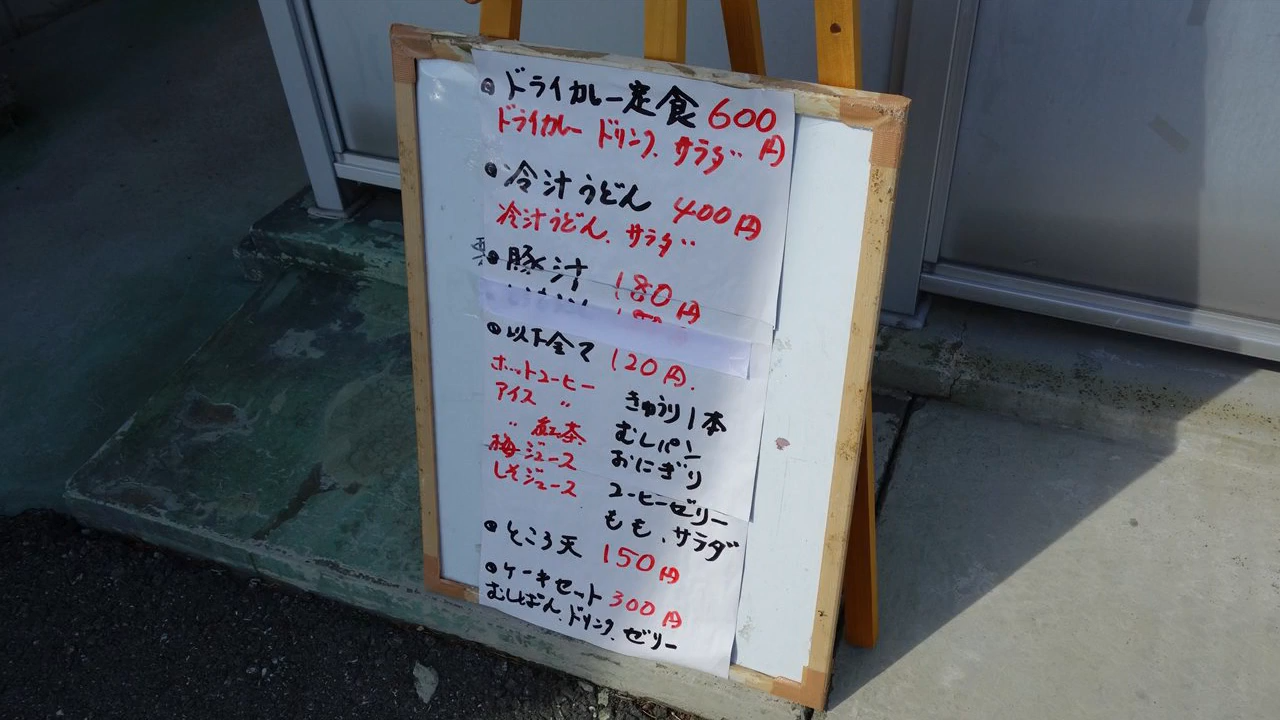 ドライカレー定食 600円
ドライカレー ドリンク、サラダ
冷汁うどん 400円
冷汁うどん、サラダ
豚汁 180円
以下全て 120円
ホットコーヒー きゅうり1本
アイス 〃 むしパン
〃 紅茶 おにぎり
梅ジュース コーヒーゼリー
しそジュース もも、サラダ
ところ天 150円
ケーキセット 300円
むしぱん、ドリンク、ゼリー